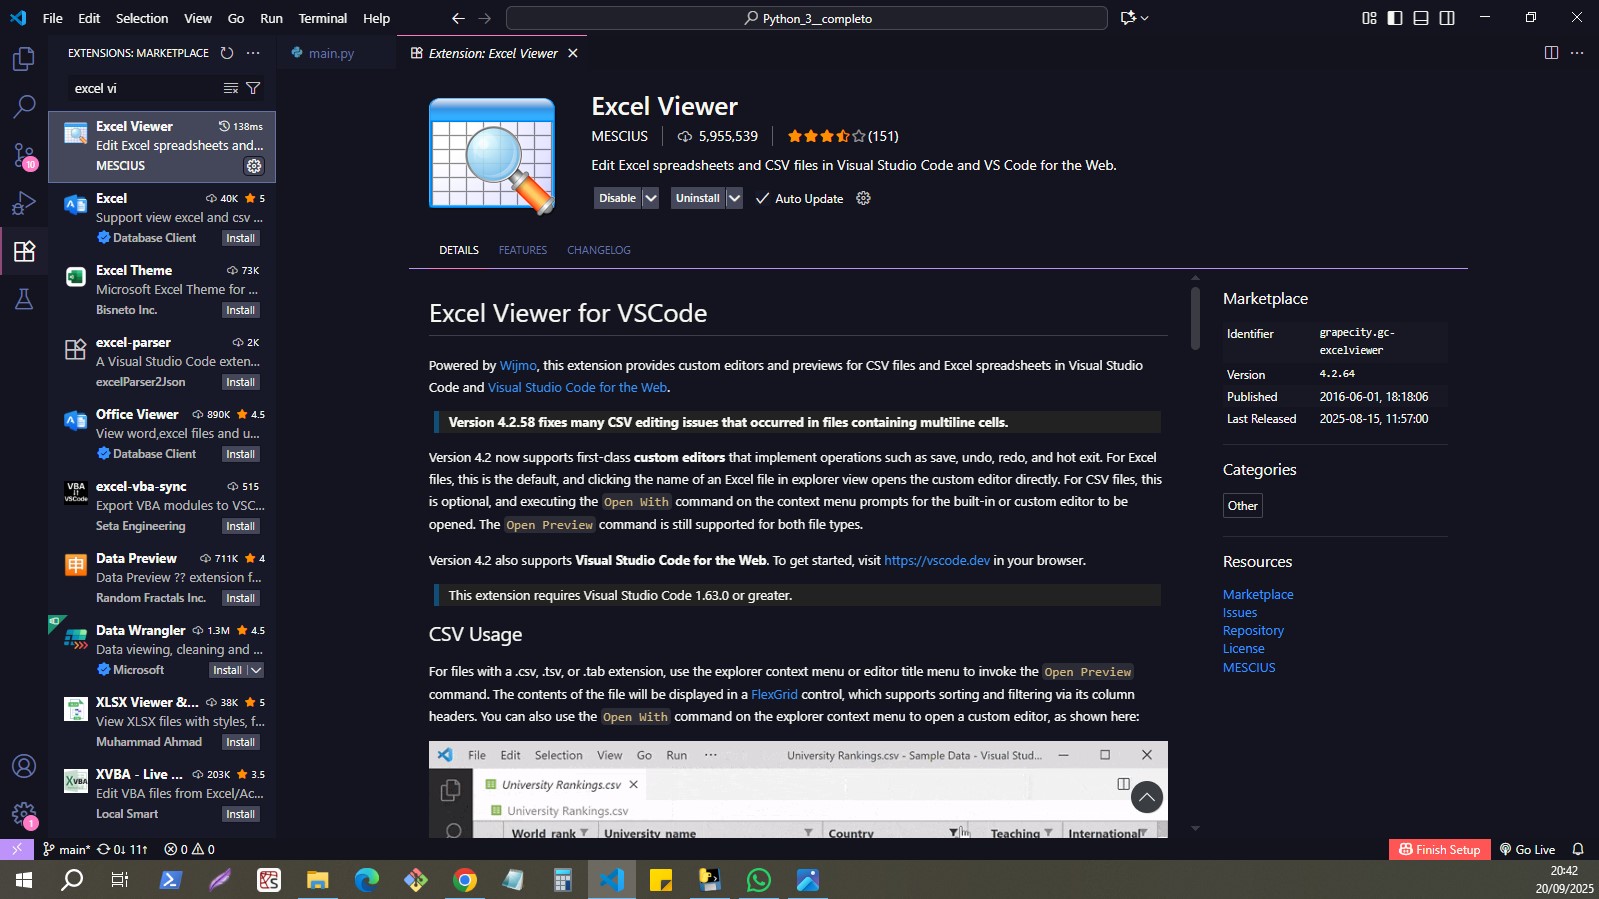 File Edit Selection View Go Run Terminal Help
Python_3__completo
EXTENSIONS: MARKETPLACE
main.py
Extension: Excel Viewer
excel vi
Excel Viewer 138ms
Edit Excel spreadsheets and...
MESCIUS
Excel 40K 5
Support view excel and csv ...
Database Client Install
Excel Theme 73K
Microsoft Excel Theme for ...
Bisneto Inc. Install
excel-parser 2K
A Visual Studio Code exten...
excelParser2Json Install
Office Viewer 890K 4.5
View word,excel files and u...
Database Client Install
excel-vba-sync 515
Export VBA modules to VSC...
Seta Engineering Install
Data Preview 711K 4
Data Preview ?? extension f...
Random Fractals Inc. Install
Data Wrangler 1.3M 4.5
Data viewing, cleaning and ...
Microsoft Install
XLSX Viewer &... 38K 5
View XLSX files with styles, f...
Muhammad Ahmad Install
XVBA - Live ... 203K 3.5
Edit VBA files from Excel/Ac...
Local Smart Install
10
1
Excel Viewer
MESCIUS 5,955,539 (151)
Edit Excel spreadsheets and CSV files in Visual Studio Code and VS Code for the Web.
Disable Uninstall Auto Update
DETAILS FEATURES CHANGELOG
Excel Viewer for VSCode
Powered by Wijmo, this extension provides custom editors and previews for CSV files and Excel spreadsheets in Visual Studio
Code and Visual Studio Code for the Web.
Version 4.2.58 fixes many CSV editing issues that occurred in files containing multiline cells.
Version 4.2 now supports first-class custom editors that implement operations such as save, undo, redo, and hot exit. For Excel
files, this is the default, and clicking the name of an Excel file in explorer view opens the custom editor directly. For CSV files, this
is optional, and executing the Open With command on the context menu prompts for the built-in or custom editor to be
opened. The Open Preview command is still supported for both file types.
Version 4.2 also supports Visual Studio Code for the Web. To get started, visit https://vscode.dev in your browser.
This extension requires Visual Studio Code 1.63.0 or greater.
CSV Usage
For files with a .csv, .tsv, or .tab extension, use the explorer context menu or editor title menu to invoke the Open Preview
command. The contents of the file will be displayed in a FlexGrid control, which supports sorting and filtering via its column
headers. You can also use the Open With command on the explorer context menu to open a custom editor, as shown here:
File Edit Selection View Go Run ··· University Rankings.csv - Sample Data - Visual Stud...
University Rankings.csv
University Rankings.csv
World_rank University_name Country Teaching International
Marketplace
Identifier grapecity.gc-
excelviewer
Version 4.2.64
Published 2016-06-01, 18:18:06
Last Released 2025-08-15, 11:57:00
Categories
Other
Resources
Marketplace
Issues
Repository
License
MESCIUS
VBA
VSCode
XVBA
main* 0↓ 11↑ 0 0
Finish Setup Go Live
20:42
20/09/2025